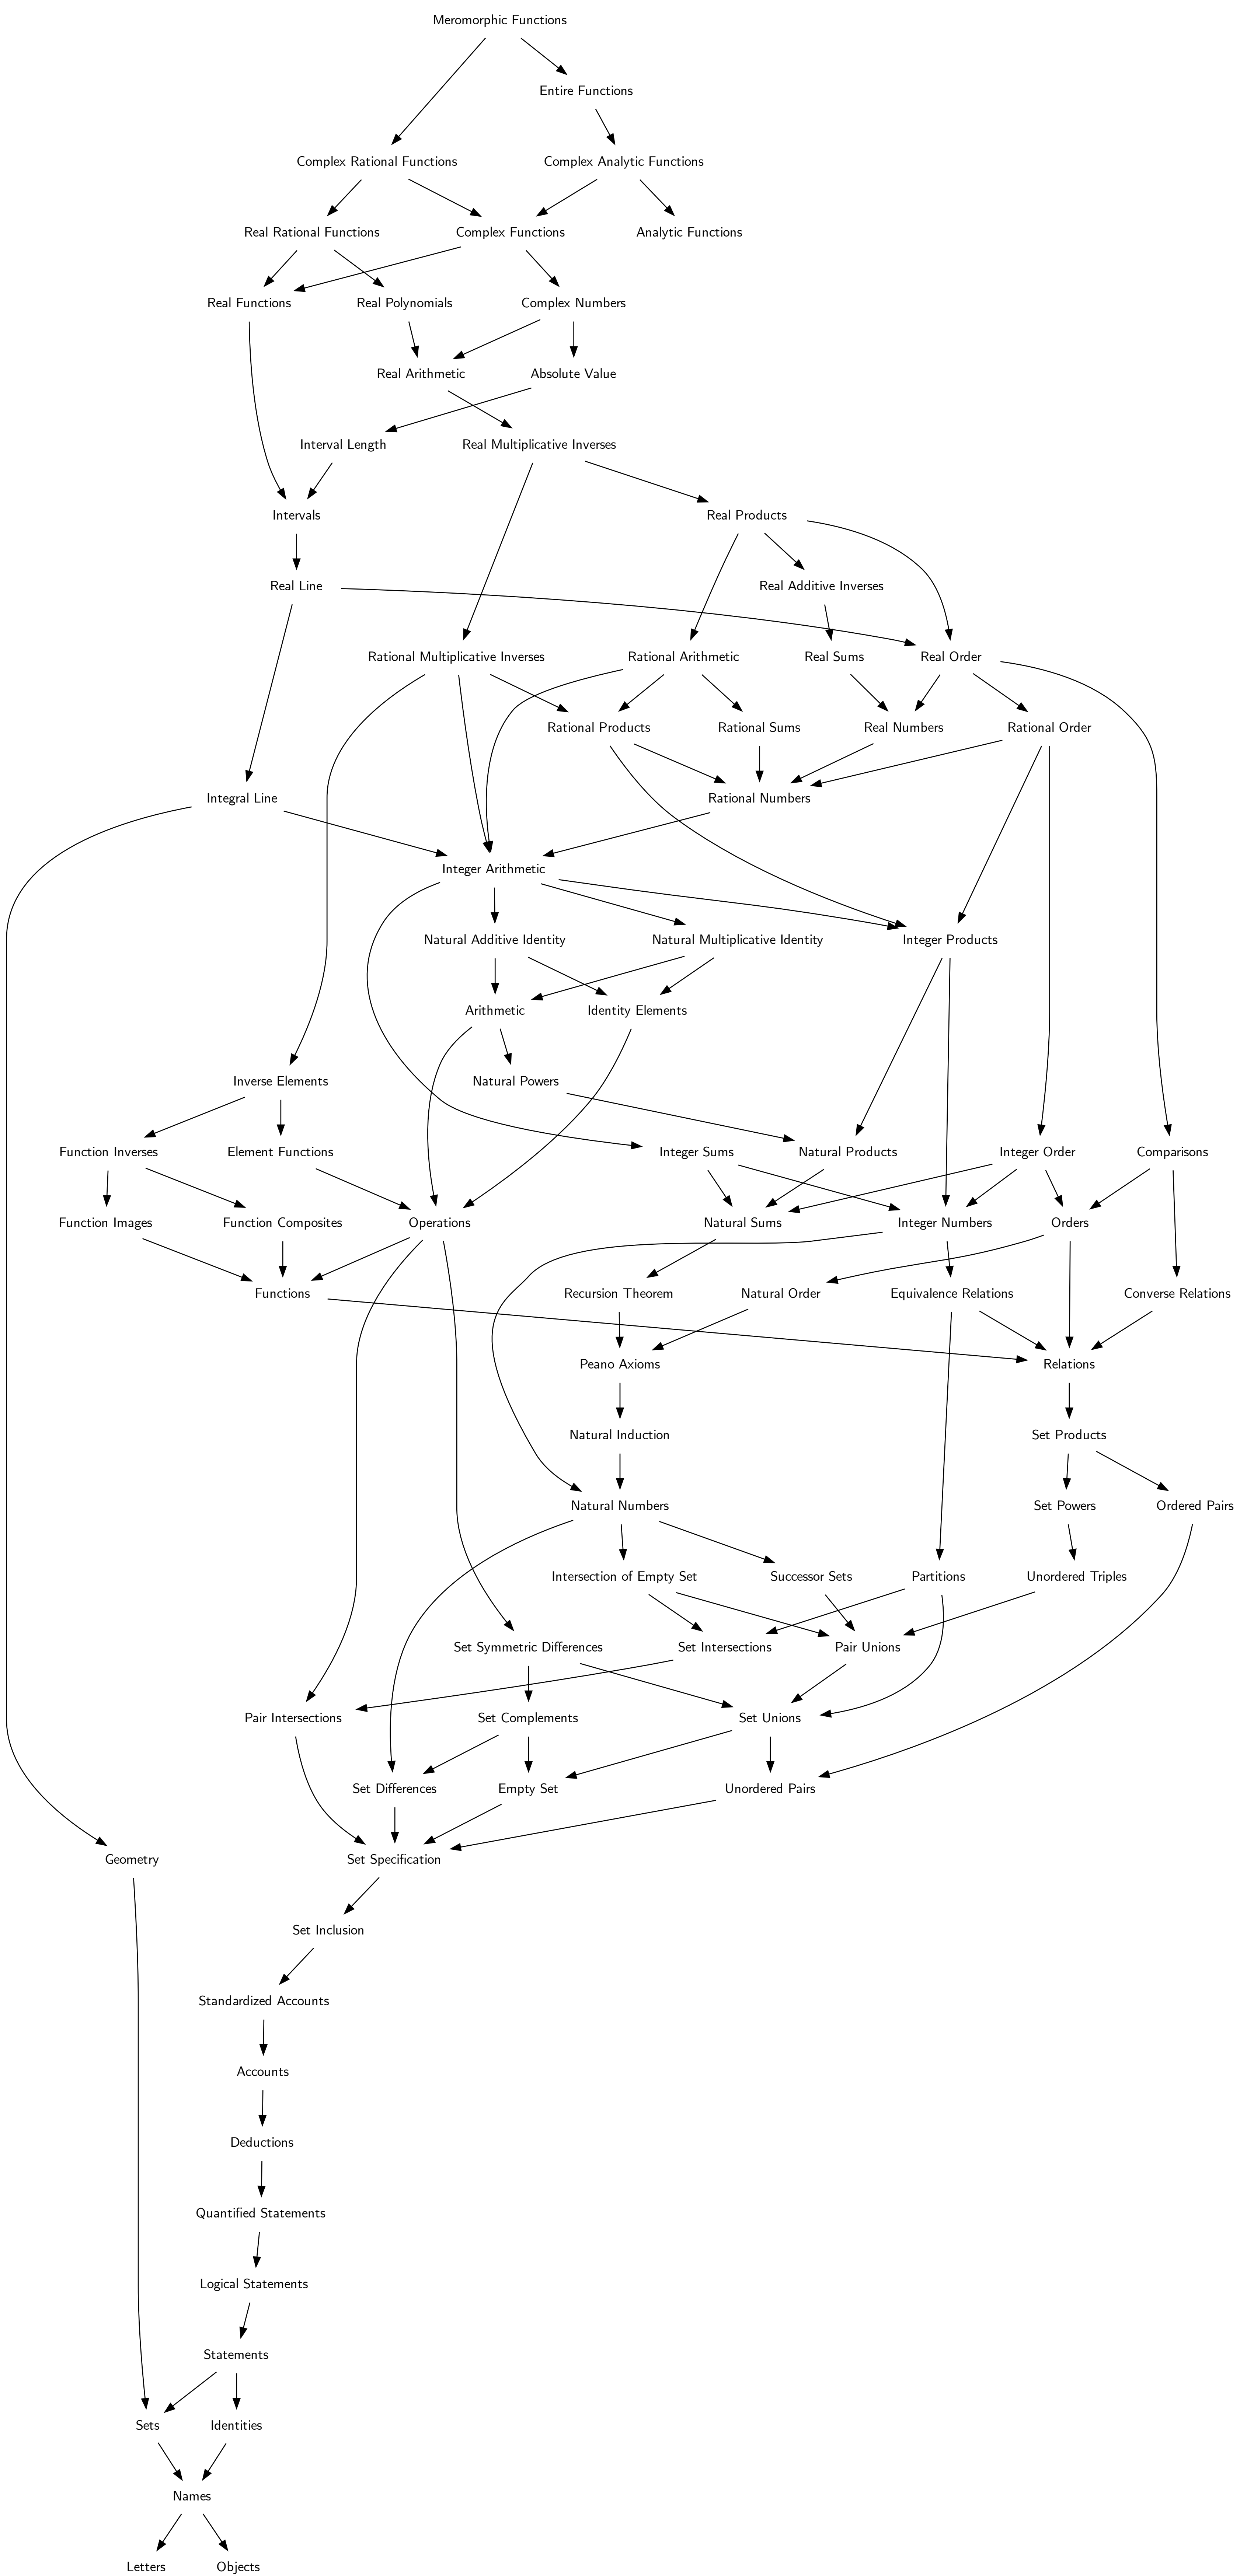 Meromorphic Functions
Entire Functions
Complex Rational Functions
Complex Analytic Functions
Real Rational Functions
Complex Functions
Analytic Functions
Real Functions
Real Polynomials
Complex Numbers
Real Arithmetic
Absolute Value
Interval Length
Real Multiplicative Inverses
Intervals
Real Products
Real Line
Real Additive Inverses
Rational Multiplicative Inverses
Rational Arithmetic
Real Sums
Real Order
Rational Products
Rational Sums
Real Numbers
Rational Order
Integral Line
Rational Numbers
Integer Arithmetic
Natural Additive Identity
Natural Multiplicative Identity
Integer Products
Arithmetic
Identity Elements
Inverse Elements
Natural Powers
Function Inverses
Element Functions
Integer Sums
Natural Products
Integer Order
Comparisons
Function Images
Function Composites
Operations
Natural Sums
Integer Numbers
Orders
Functions
Recursion Theorem
Natural Order
Equivalence Relations
Converse Relations
Peano Axioms
Relations
Natural Induction
Set Products
Natural Numbers
Set Powers
Ordered Pairs
Intersection of Empty Set
Successor Sets
Partitions
Unordered Triples
Set Symmetric Differences
Set Intersections
Pair Unions
Pair Intersections
Set Complements
Set Unions
Set Differences
Empty Set
Unordered Pairs
Geometry
Set Specification
Set Inclusion
Standardized Accounts
Accounts
Deductions
Quantified Statements
Logical Statements
Statements
Sets
Identities
Names
Letters
Objects